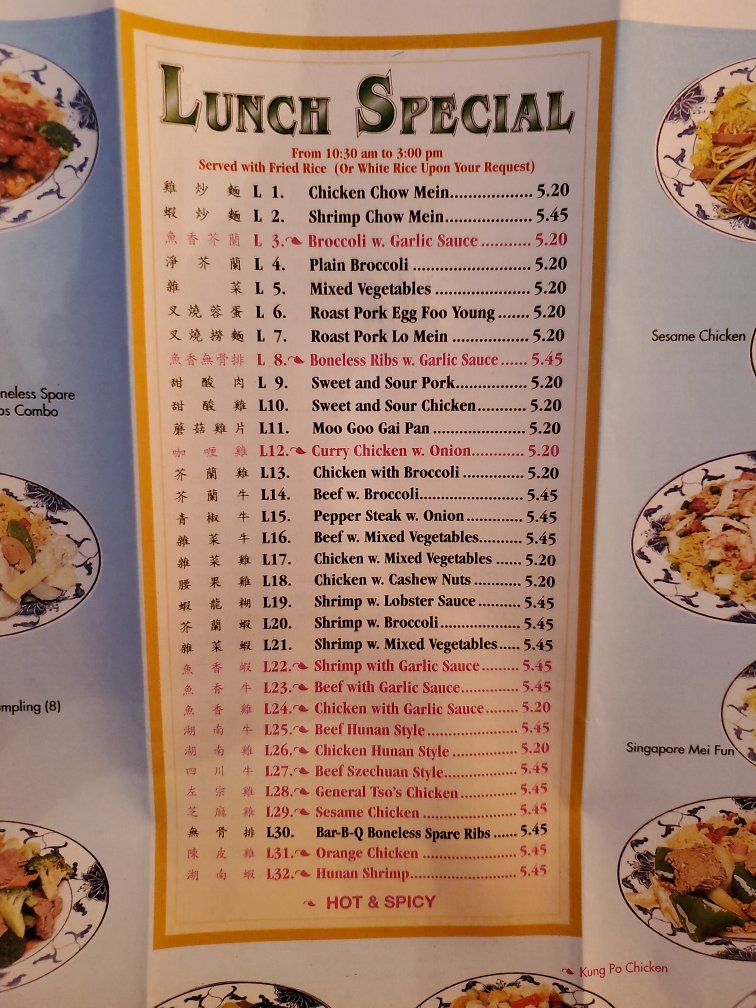 LUNCH SPECIAL
From 10:30 am to 3:00 pm
Served with Fried Rice (Or White Rice Upon Your Request)
雞炒麵 L 1. Chicken Chow Mein.................. 5.20
蝦炒麵 L 2. Shrimp Chow Mein................... 5.45
魚香芥蘭 L 3. Broccoli w. Garlic Sauce ........... 5.20
淨芥蘭 L 4. Plain Broccoli ......................... 5.20
雜菜 L 5. Mixed Vegetables .................... 5.20
叉燒蓉蛋 L 6. Roast Pork Egg Foo Young ....... 5.20
叉燒撈麵 L 7. Roast Pork Lo Mein ................ 5.20
魚香無骨排 L 8. Boneless Ribs w. Garlic Sauce ...... 5.45
甜酸肉 L 9. Sweet and Sour Pork.................. 5.20
甜酸雞 L10. Sweet and Sour Chicken........... 5.20
蘑菇雞片 L11. Moo Goo Gai Pan .................... 5.20
咖喱雞 L12. Curry Chicken w. Onion............ 5.20
芥蘭雞 L13. Chicken with Broccoli .............. 5.20
芥蘭牛 L14. Beef w. Broccoli....................... 5.45
青椒牛 L15. Pepper Steak w. Onion ............. 5.45
雜菜牛 L16. Beef w. Mixed Vegetables.......... 5.45
雜菜雞 L17. Chicken w. Mixed Vegetables ...... 5.20
腰果雞 L18. Chicken w. Cashew Nuts ........... 5.20
蝦龍糊 L19. Shrimp w. Lobster Sauce .......... 5.45
芥蘭蝦 L20. Shrimp w. Broccoli .................. 5.45
雜菜蝦 L21. Shrimp w. Mixed Vegetables..... 5.45
魚香蝦 L22. Shrimp with Garlic Sauce ......... 5.45
魚香牛 L23. Beef with Garlic Sauce............. 5.45
魚香雞 L24. Chicken with Garlic Sauce........ 5.20
湖南牛 L25. Beef Hunan Style ..................... 5.45
湖南雞 L26. Chicken Hunan Style ............... 5.20
四川牛 L27. Beef Szechuan Style................. 5.45
左宗雞 L28. General Tso's Chicken.............. 5.45
芝麻雞 L29. Sesame Chicken ...................... 5.45
無骨排 L30. Bar-B-Q Boneless Spare Ribs ...... 5.45
陳皮雞 L31. Orange Chicken ...................... 5.45
湖南蝦 L32. Hunan Shrimp......................... 5.45
HOT & SPICY
neless Spare
bs Combo
mpling (8)
Sesame Chicken
Singapore Mei Fun
Kung Po Chicken